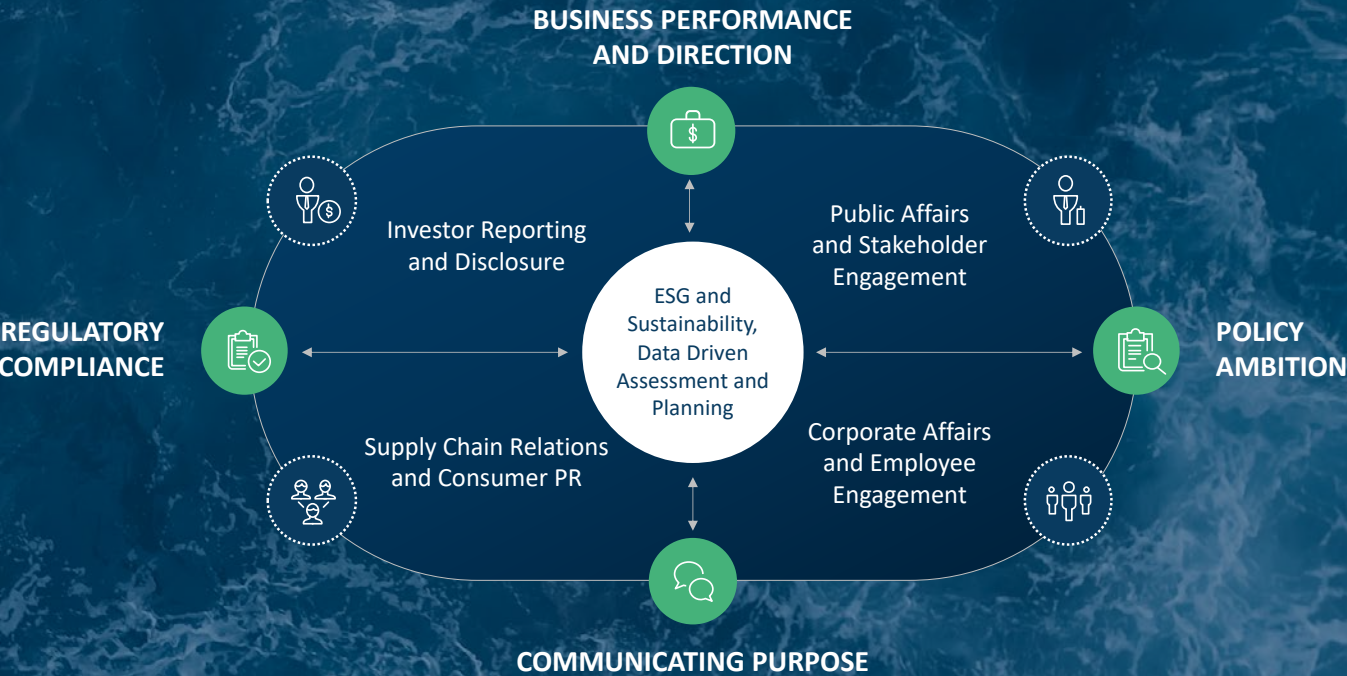 BUSINESS PERFORMANCE
AND DIRECTION
Investor Reporting
and Disclosure
Public Affairs
and Stakeholder
Engagement
REGULATORY
COMPLIANCE
ESG and
Sustainability,
Data Driven
Assessment and
Planning
POLICY
AMBITION
Supply Chain Relations
and Consumer PR
Corporate Affairs
and Employee
Engagement
COMMUNICATING PURPOSE